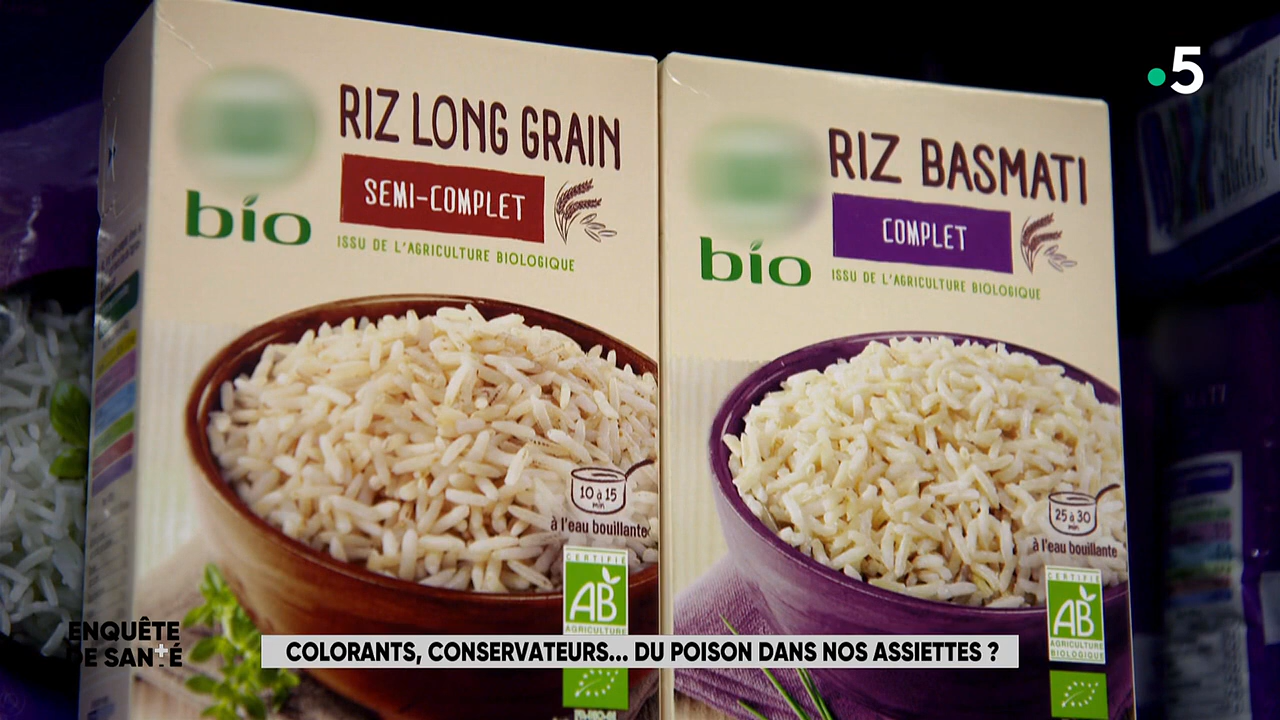 5
RIZ LONG GRAIN
SEMI-COMPLET
bio
ISSU DE L'AGRICULTURE BIOLOGIQUE
10 à 15
min
à l'eau bouillante
CERTIFIÉ
AB
AGRICULTURE
RIZ BASMATI
COMPLET
bio
ISSU DE L'AGRICULTURE BIOLOGIQUE
25 à 30
min
à l'eau bouillante
CERTIFIÉ
AB
AGRICULTURE
BIOLOGIQUE
ENQUÊTE
DE SANTÉ
COLORANTS, CONSERVATEURS... DU POISON DANS NOS ASSIETTES ?